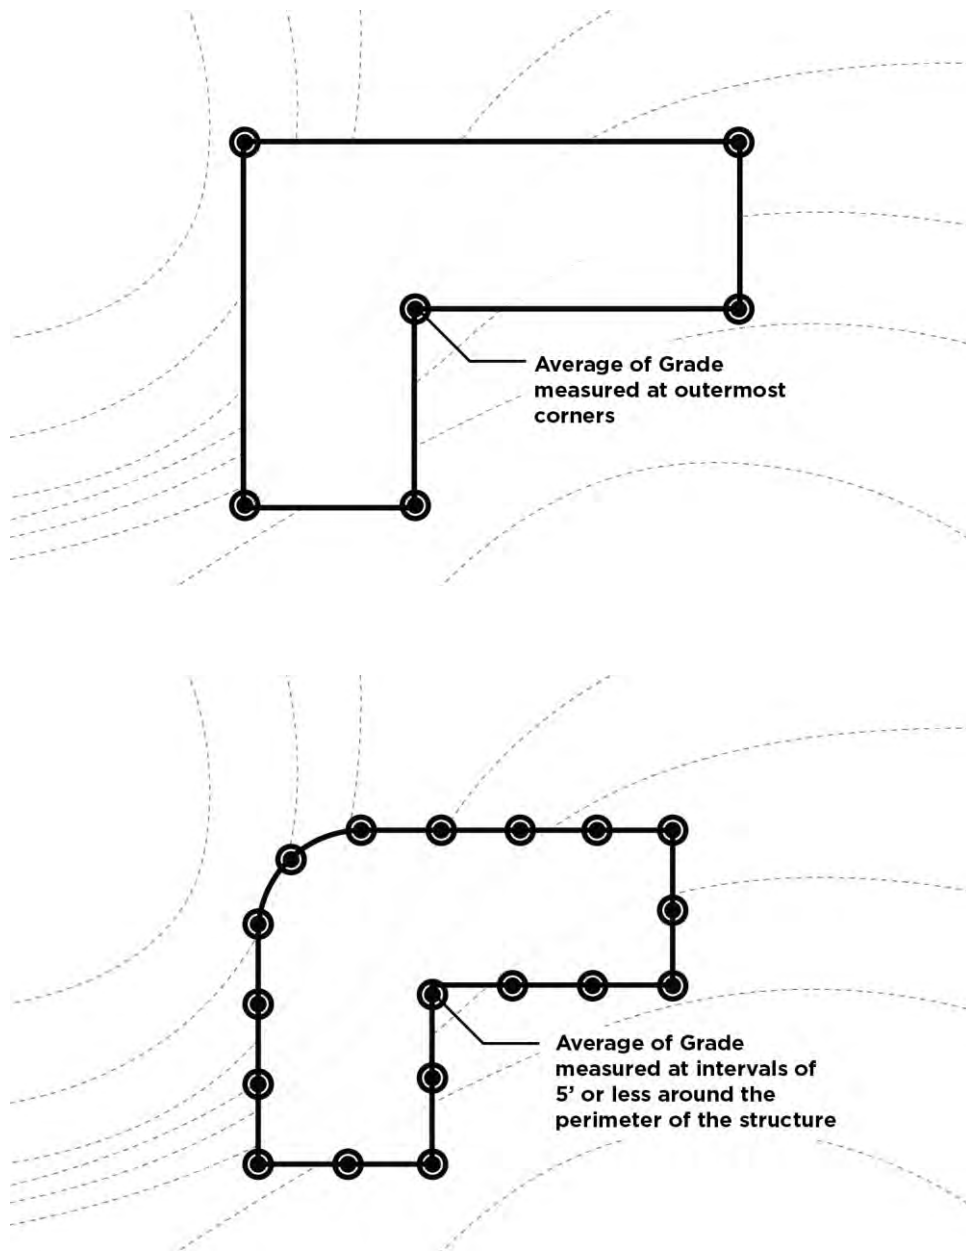 Average of Grade
measured at outermost
corners
Average of Grade
measured at intervals of
5’ or less around the
perimeter of the structure